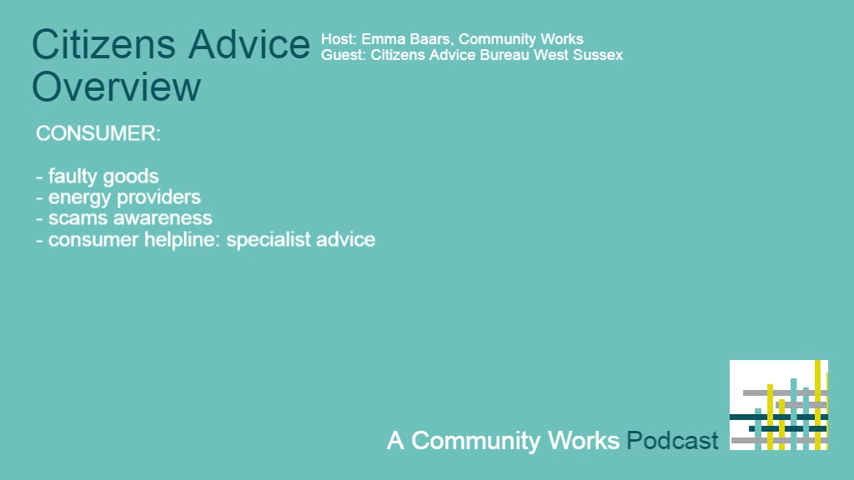 Citizens Advice
Overview
Host: Emma Baars, Community Works
Guest: Citizens Advice Bureau West Sussex
CONSUMER:
- faulty goods
- energy providers
- scams awareness
- consumer helpline: specialist advice
A Community Works Podcast